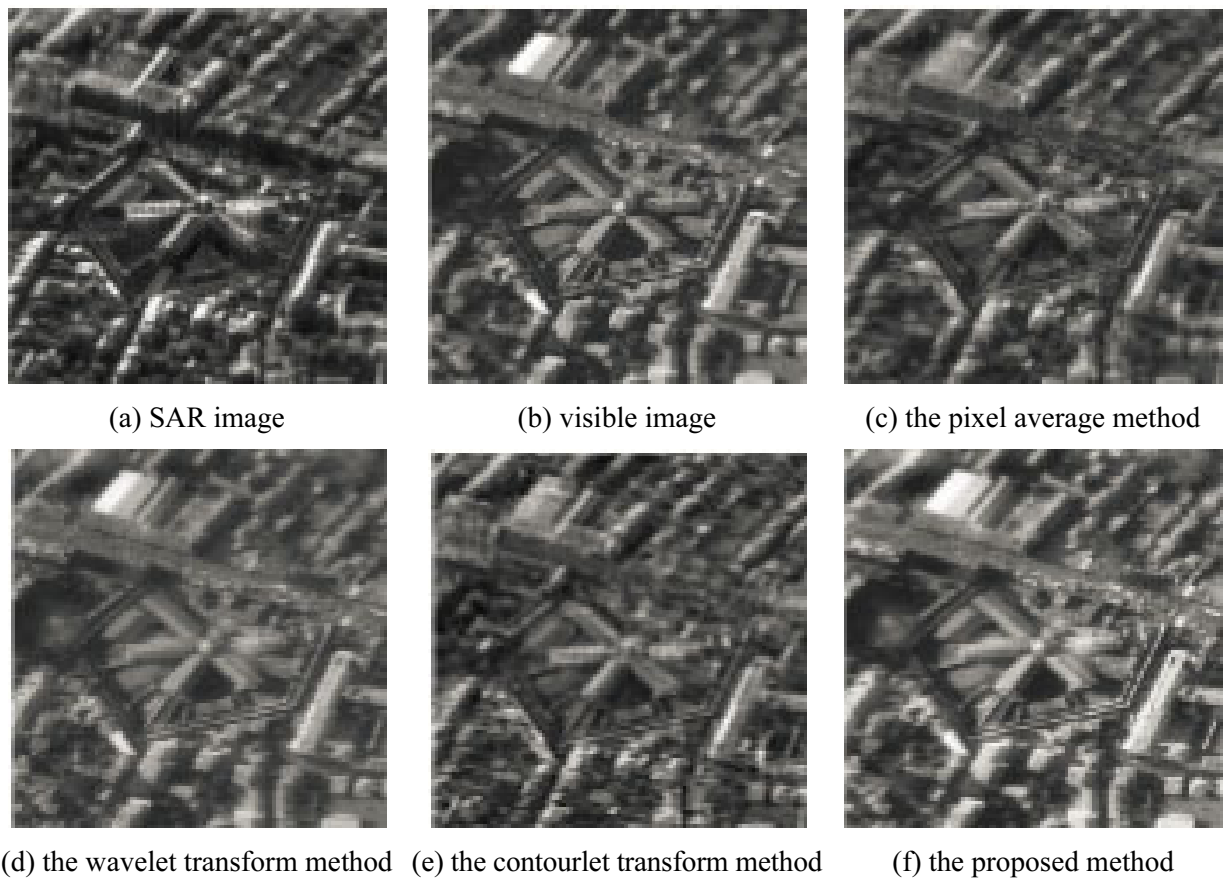 (a) SAR image
(b) visible image
(c) the pixel average method
(d) the wavelet transform method
(e) the contourlet transform method
(f) the proposed method